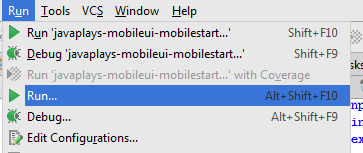 Run Tools VCS Window Help
Run 'javaplays-mobileui-mobilestart...' Shift+F10
Debug 'javaplays-mobileui-mobilestart...' Shift+F9
Run 'javaplays-mobileui-mobilestart...' with Coverage
Run... Alt+Shift+F10
Debug... Alt+Shift+F9
Edit Configurations...